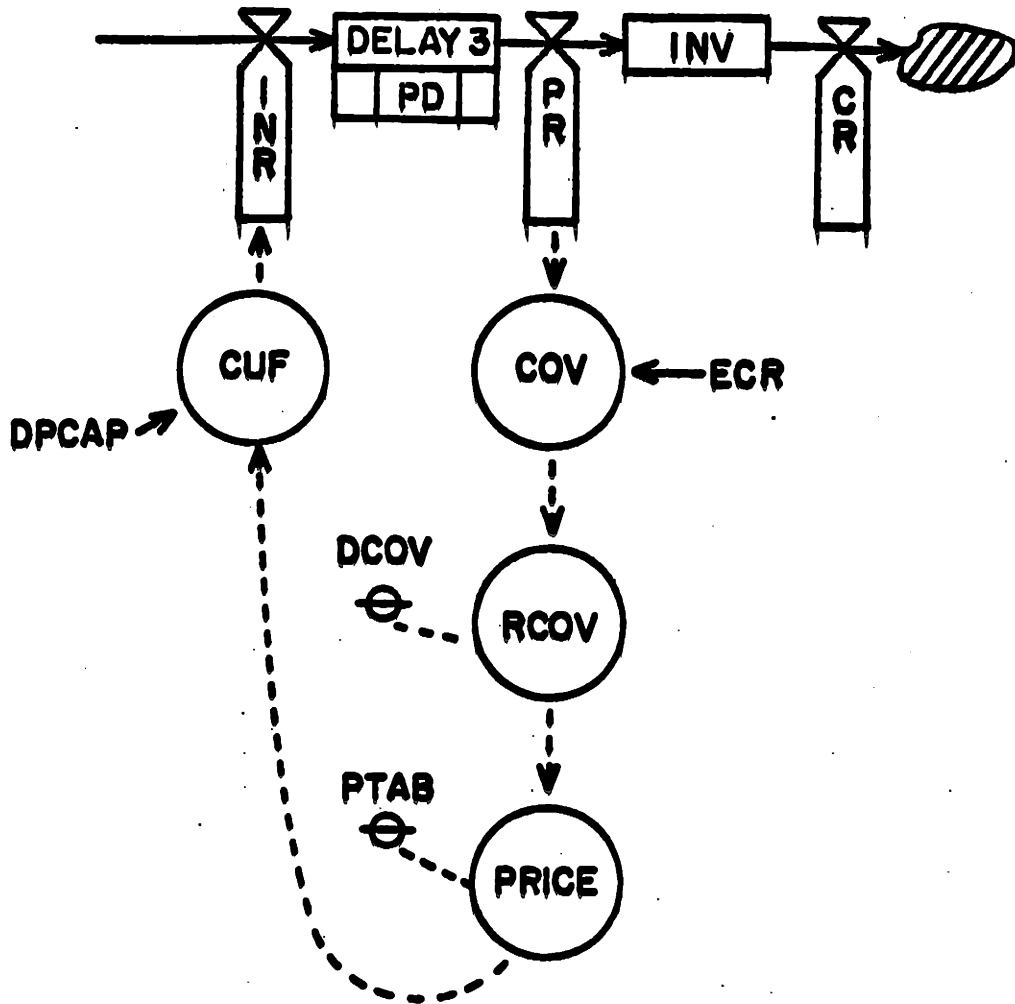 DELAY 3
PD
INV
INR
PR
CR
CUF
COV
ECR
DPCAP
DCOV
RCOV
PTAB
PRICE